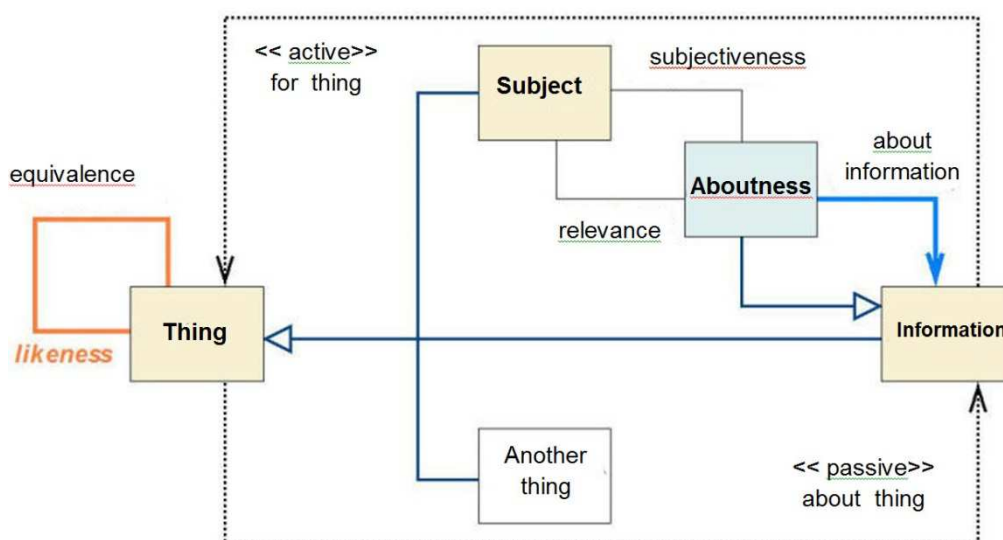 << active>>
for thing
Subject
subjectiveness
about
information
equivalence
Aboutness
relevance
Thing
Information
likeness
Another
thing
<< passive>>
about thing